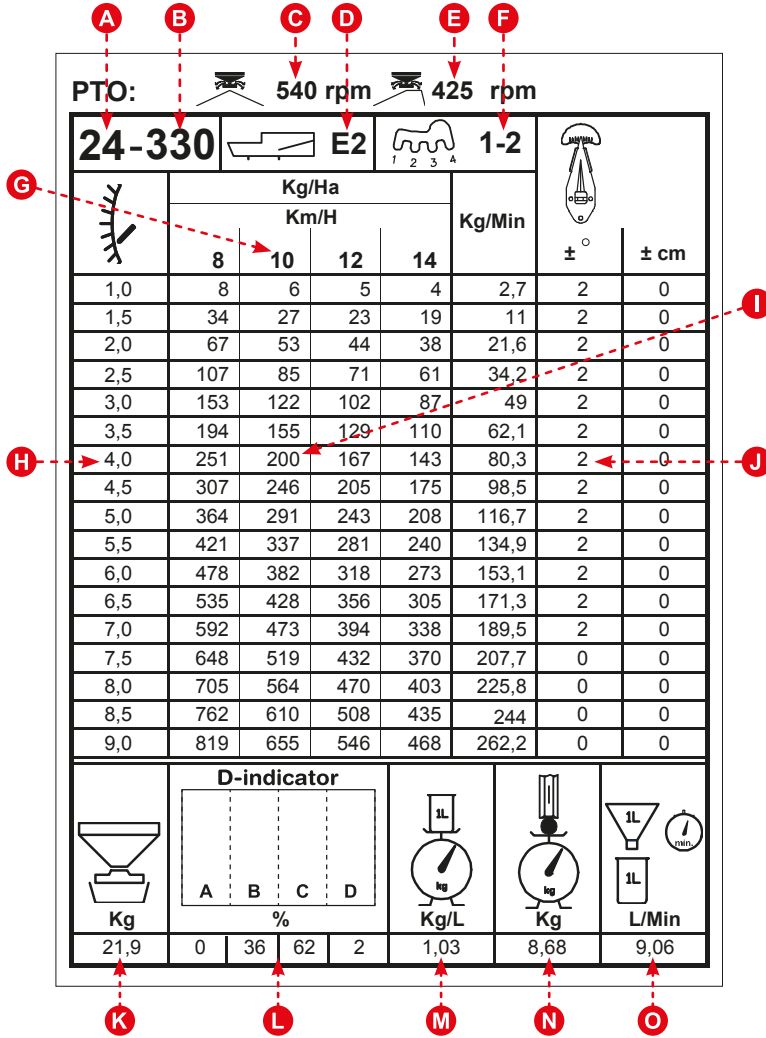 A B C D E F
PTO: 540 rpm 425 rpm
24-330 E2 1 2 3 4 1-2
G
Kg/Ha
Km/H Kg/Min
8 10 12 14 ± ° ± cm
1,0 8 6 5 4 2,7 2 0
1,5 34 27 23 19 11 2 0
I
2,0 67 53 44 38 21,6 2 0
2,5 107 85 71 61 34,2 2 0
3,0 153 122 102 87 49 2 0
3,5 194 155 129 110 62,1 2 0
H 4,0 251 200 167 143 80,3 2 0 J
4,5 307 246 205 175 98,5 2 0
5,0 364 291 243 208 116,7 2 0
5,5 421 337 281 240 134,9 2 0
6,0 478 382 318 273 153,1 2 0
6,5 535 428 356 305 171,3 2 0
7,0 592 473 394 338 189,5 2 0
7,5 648 519 432 370 207,7 0 0
8,0 705 564 470 403 225,8 0 0
8,5 762 610 508 435 244 0 0
9,0 819 655 546 468 262,2 0 0
D-indicator
1L 1L min.
A B C D kg kg 1L
Kg % Kg/L Kg L/Min
21,9 0 36 62 2 1,03 8,68 9,06
K L M N O